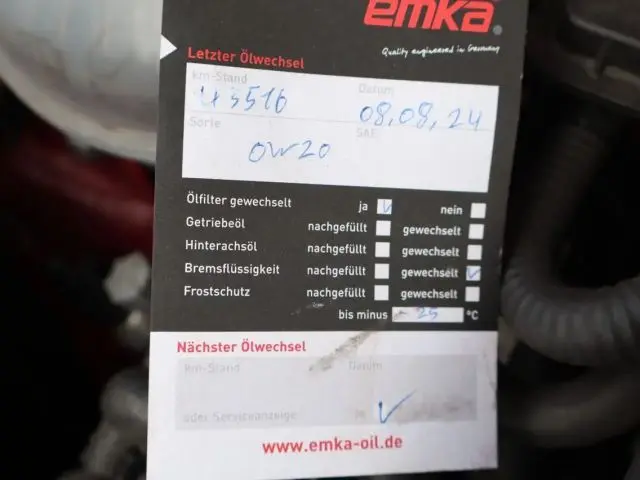 emka®
Quality engineered in Germany
Letzter Ölwechsel
km-Stand Datum
43516 08.08.24
Sorte SAE
0W20
Ölfilter gewechselt ja nein
Getriebeöl nachgefüllt gewechselt
Hinterachsöl nachgefüllt gewechselt
Bremsflüssigkeit nachgefüllt gewechselt
Frostschutz nachgefüllt gewechselt
bis minus 25 °C
Nächster Ölwechsel
km-Stand Datum
oder Serviceanzeige ja
www.emka-oil.de